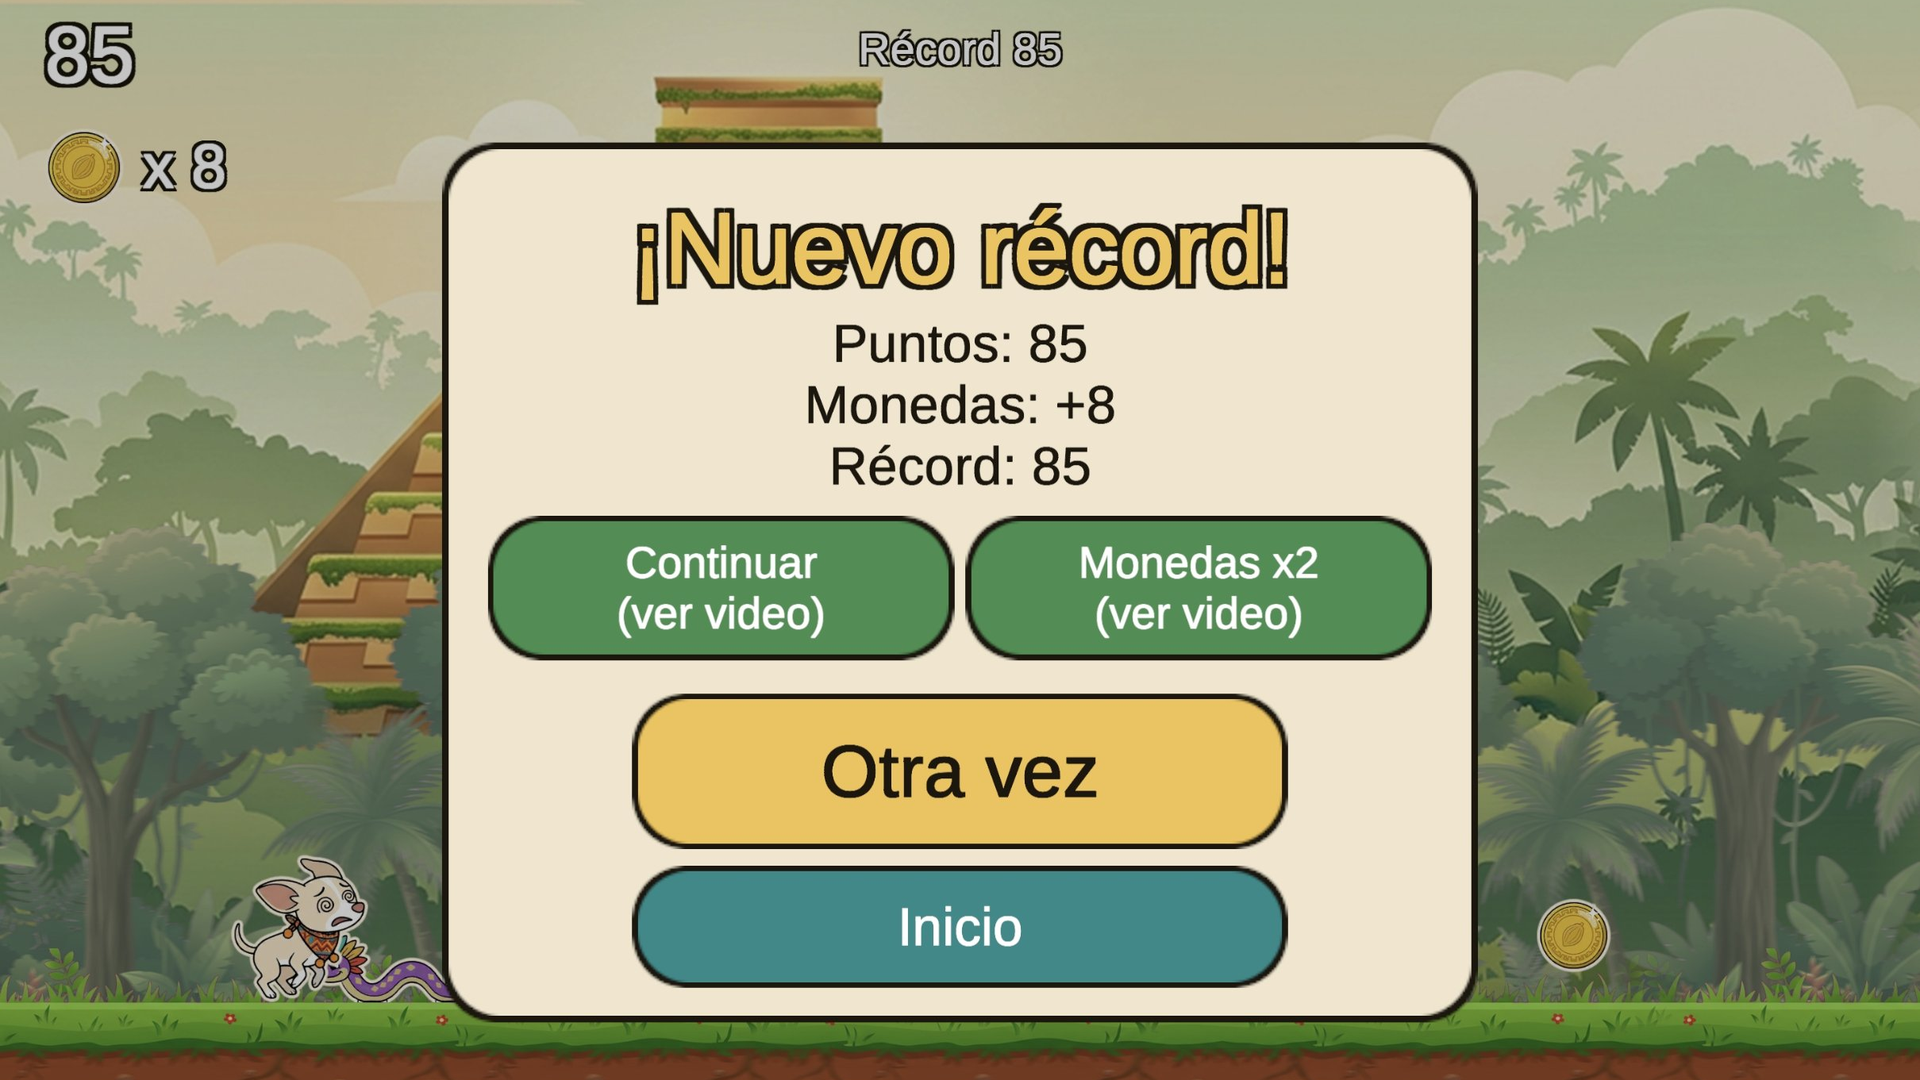 85
Récord 85
x 8
¡Nuevo récord!
Puntos: 85
Monedas: +8
Récord: 85
Continuar
(ver video)
Monedas x2
(ver video)
Otra vez
Inicio